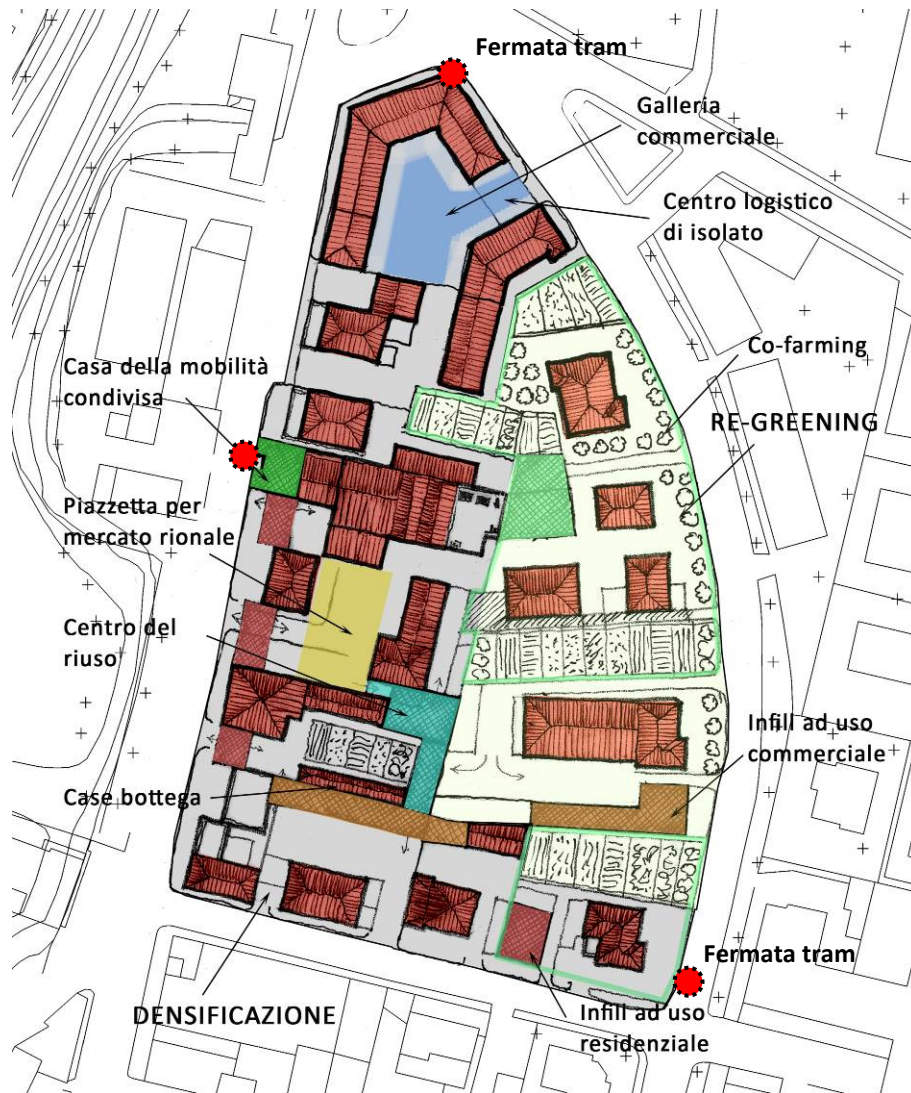 Fermata tram
Galleria
commerciale
Centro logistico
di isolato
Casa della mobilità
condivisa
Co-farming
RE-GREENING
Piazzetta per
mercato rionale
Centro del
riuso
Infill ad uso
commerciale
Case bottega
Fermata tram
DENSIFICAZIONE
Infill ad uso
residenziale